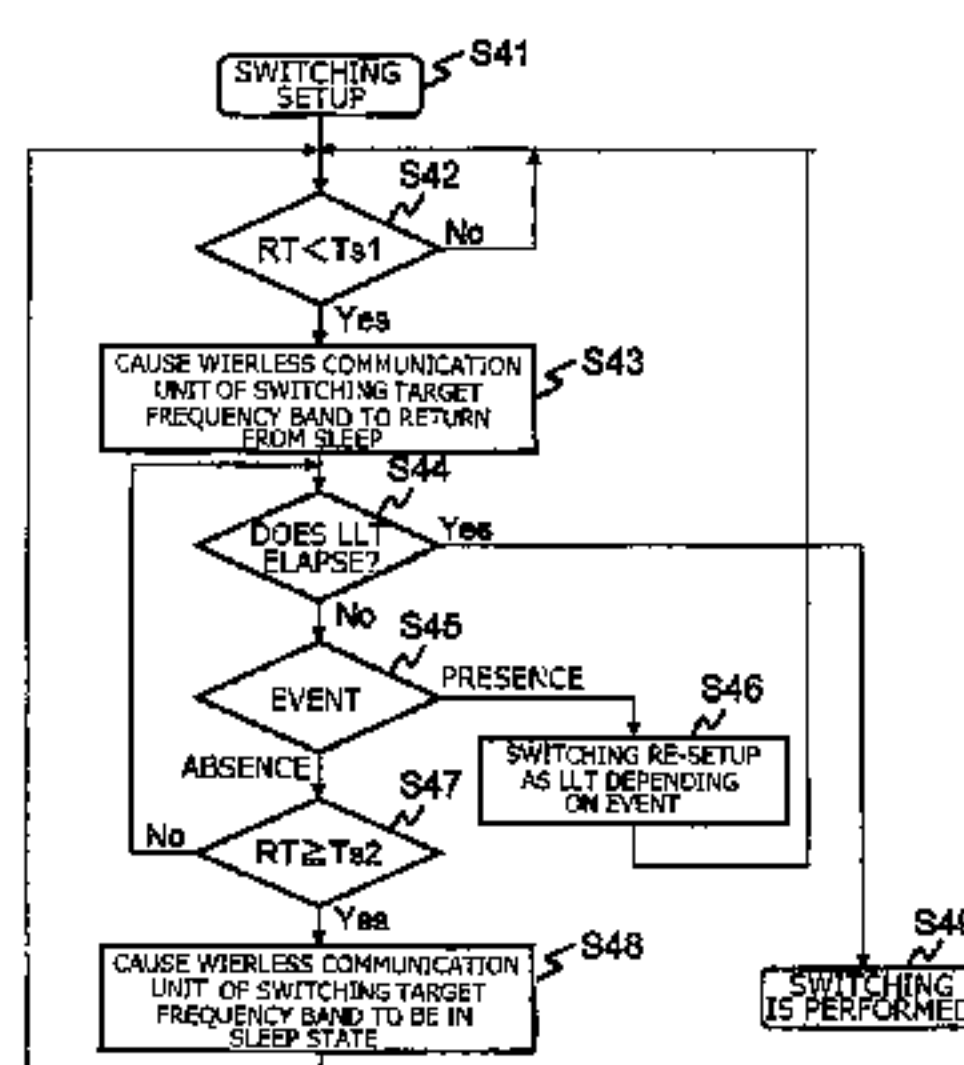 SWITCHING
SETUP
S41
S42
RT<Ts1
No
Yes
CAUSE WIERLESS COMMUNICATION
UNIT OF SWITCHING TARGET
FREQUENCY BAND TO RETURN
FROM SLEEP
S43
S44
DOES LLT
ELAPSE?
Yes
No
S45
EVENT
PRESENCE
ABSENCE
S46
SWITCHING RE-SETUP
AS LLT DEPENDING
ON EVENT
S47
RT≧Ts2
No
Yes
CAUSE WIERLESS COMMUNICATION
UNIT OF SWITCHING TARGET
FREQUENCY BAND TO BE IN
SLEEP STATE
S48
S49
SWITCHING
IS PERFORMED